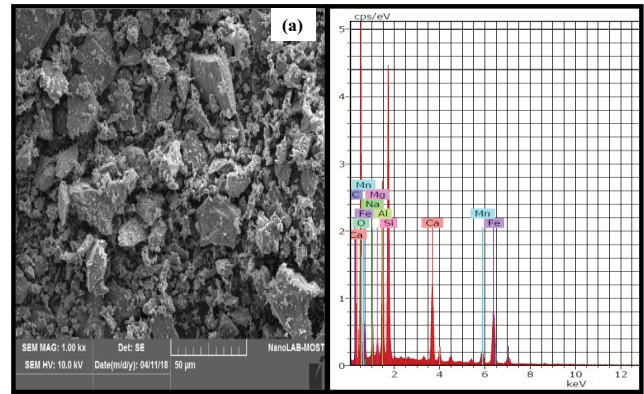 (a)
SEM MAG: 1.00 kx
Det: SE
NanoLAB-MOST
SEM HV: 10.0 kV
Date(m/d/y): 04/11/18
50 µm
cps/eV
5
4
3
2
1
0
Mn
C
Mg
Na
Fe
Al
O
Si
Ca
Ca
Mn
Fe
2
4
6
8
10
12
keV